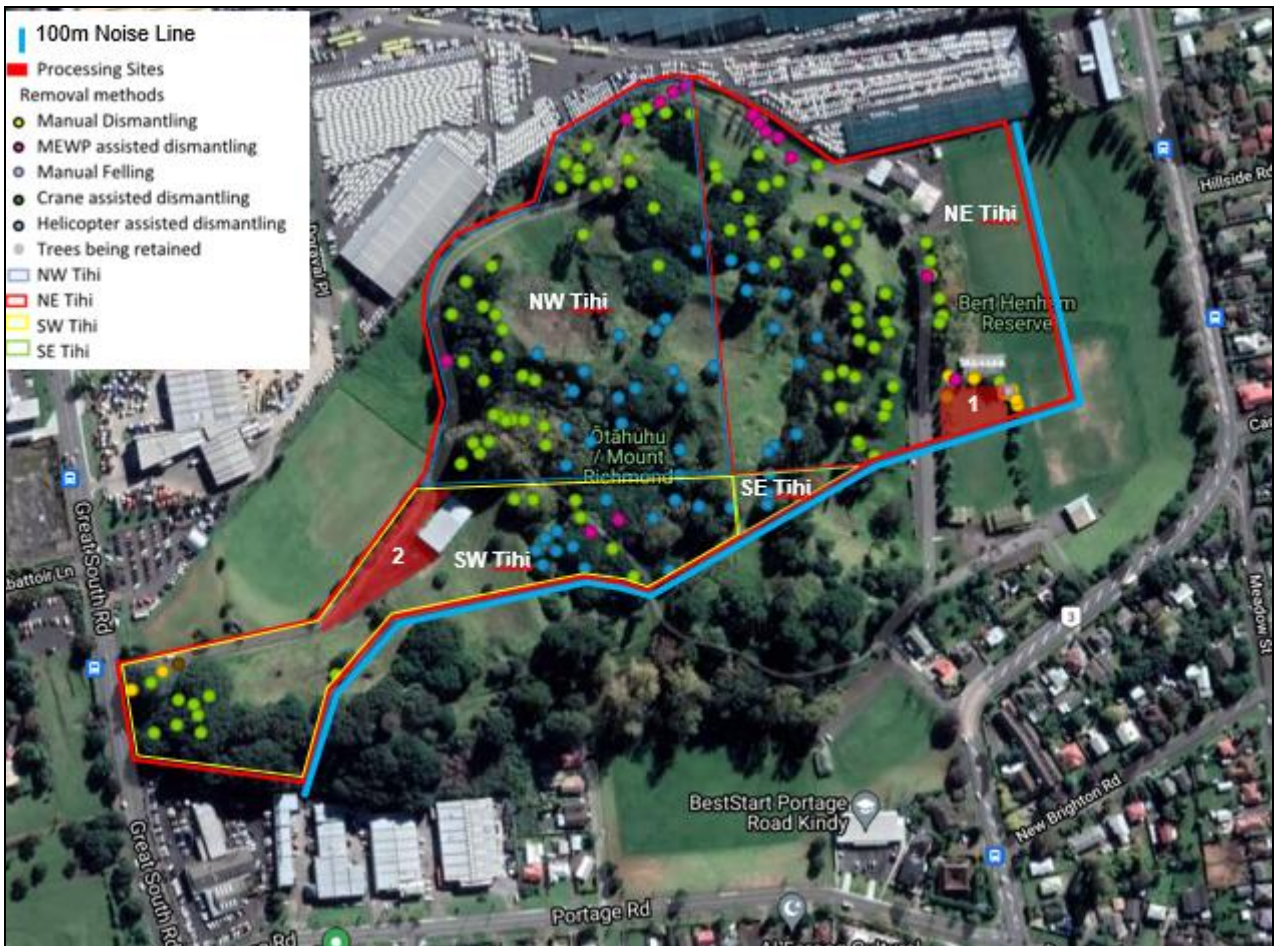 100m Noise Line
Processing Sites
Removal methods
Manual Dismantling
MEWP assisted dismantling
Manual Felling
Crane assisted dismantling
Helicopter assisted dismantling
Trees being retained
NW Tihi
NE Tihi
SW Tihi
SE Tihi
Hillside Rd
NE Tihi
NW Tihi
Bert Henham
Reserve
1
Ōtāhuhu
/ Mount
Richmond
SE Tihi
2
SW Tihi
Great South Rd
Meadow St
3
BestStart Portage
Road Kindy
New Brighton Rd
Great South Rd
Portage Rd
Rd